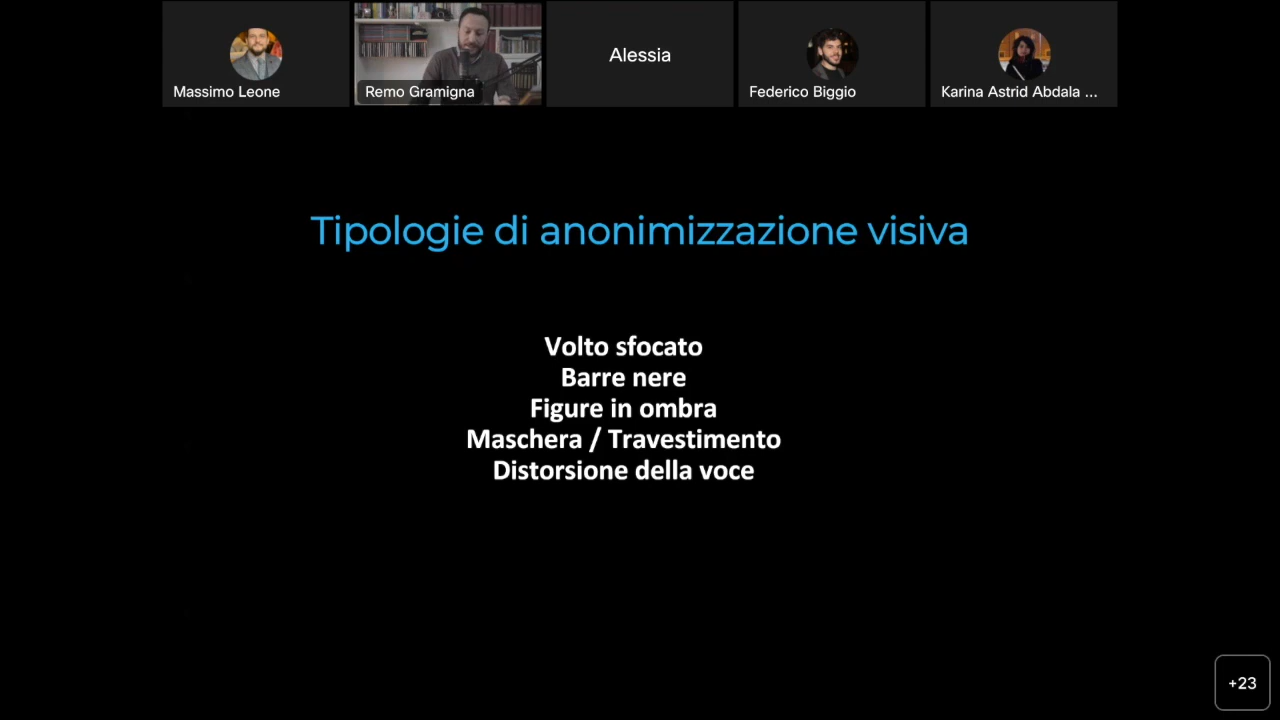 Massimo Leone
Remo Gramigna
Alessia
Federico Biggio
Karina Astrid Abdala ...
Tipologie di anonimizzazione visiva
Volto sfocato
Barre nere
Figure in ombra
Maschera / Travestimento
Distorsione della voce
+23